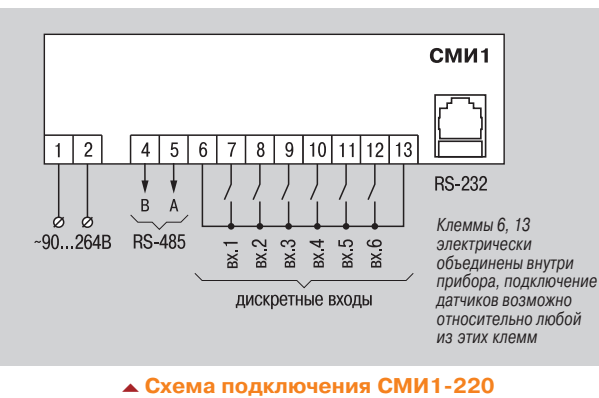 СМИ1
1 2 4 5 6 7 8 9 10 11 12 13
RS-232
B A
~90...264В RS-485
вх.1 вх.2 вх.3 вх.4 вх.5 вх.6
дискретные входы
Клеммы 6, 13
электрически
объединены внутри
прибора, подключение
датчиков возможно
относительно любой
из этих клемм
Схема подключения СМИ1-220